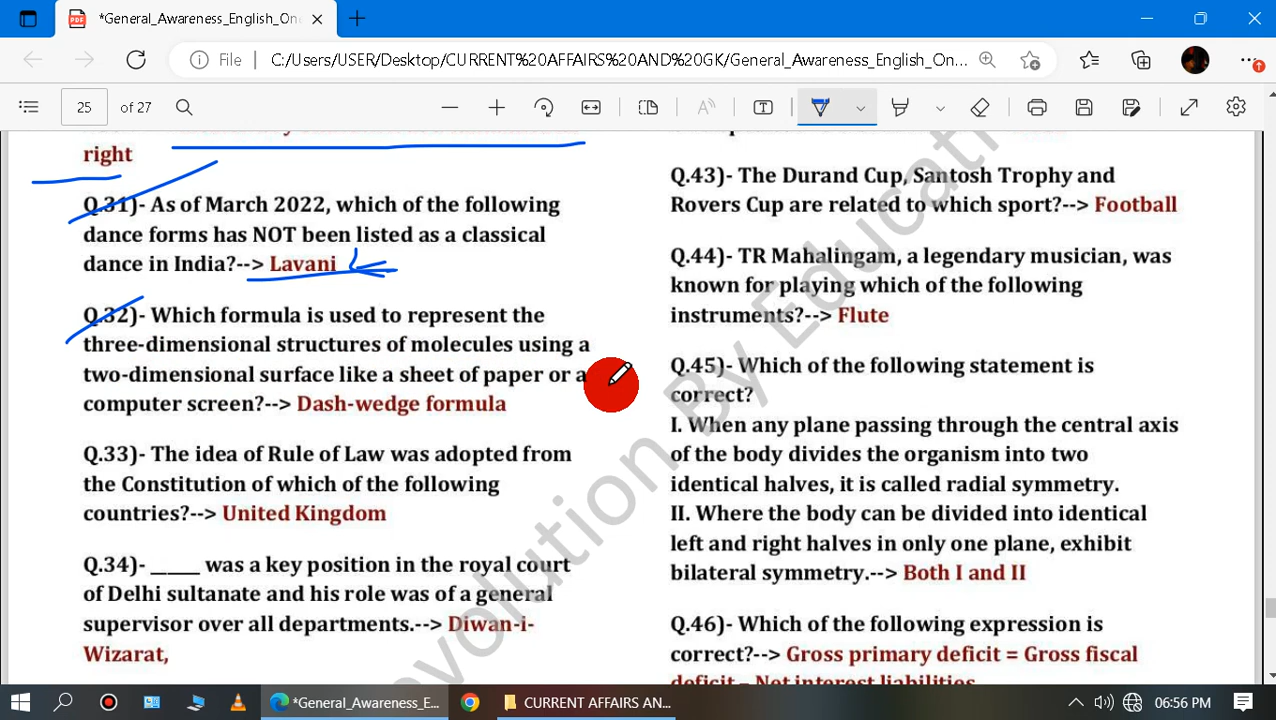 *General_Awareness_English_On
File C:/Users/USER/Desktop/CURRENT%20AFFAIRS%20AND%20GK/General_Awareness_English_On...
25 of 27
right
Q.31)- As of March 2022, which of the following
dance forms has NOT been listed as a classical
dance in India?--> Lavani
Q.32)- Which formula is used to represent the
three-dimensional structures of molecules using a
two-dimensional surface like a sheet of paper or a
computer screen?--> Dash-wedge formula
Q.33)- The idea of Rule of Law was adopted from
the Constitution of which of the following
countries?--> United Kingdom
Q.34)- _____ was a key position in the royal court
of Delhi sultanate and his role was of a general
supervisor over all departments.--> Diwan-i-
Wizarat,
Q.43)- The Durand Cup, Santosh Trophy and
Rovers Cup are related to which sport?--> Football
Q.44)- TR Mahalingam, a legendary musician, was
known for playing which of the following
instruments?--> Flute
Q.45)- Which of the following statement is
correct?
I. When any plane passing through the central axis
of the body divides the organism into two
identical halves, it is called radial symmetry.
II. Where the body can be divided into identical
left and right halves in only one plane, exhibit
bilateral symmetry.--> Both I and II
Q.46)- Which of the following expression is
correct?--> Gross primary deficit = Gross fiscal
deficit – Net interest liabilities
evolution By Educati
*General_Awareness_E...
CURRENT AFFAIRS AN...
06:56 PM